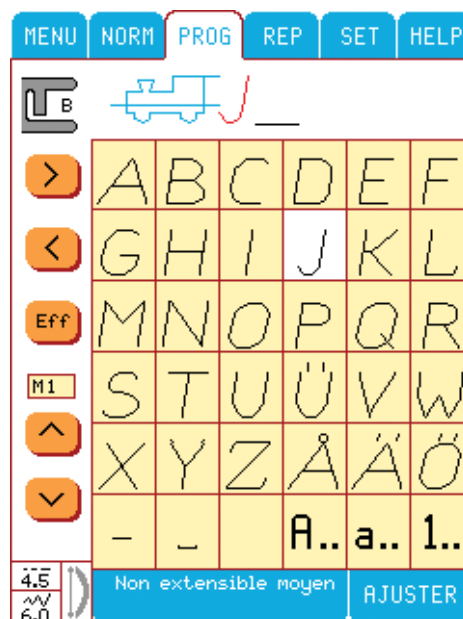 MENU NORM PROG REP SET HELP
B J _
> A B C D E F
< G H I J K L
Eff M N O P Q R
M1 S T U Ü V W
X Y Z Å Ä Ö
– ⎵ A.. a.. 1..
4.5 Non extensible moyen AJUSTER
6.0